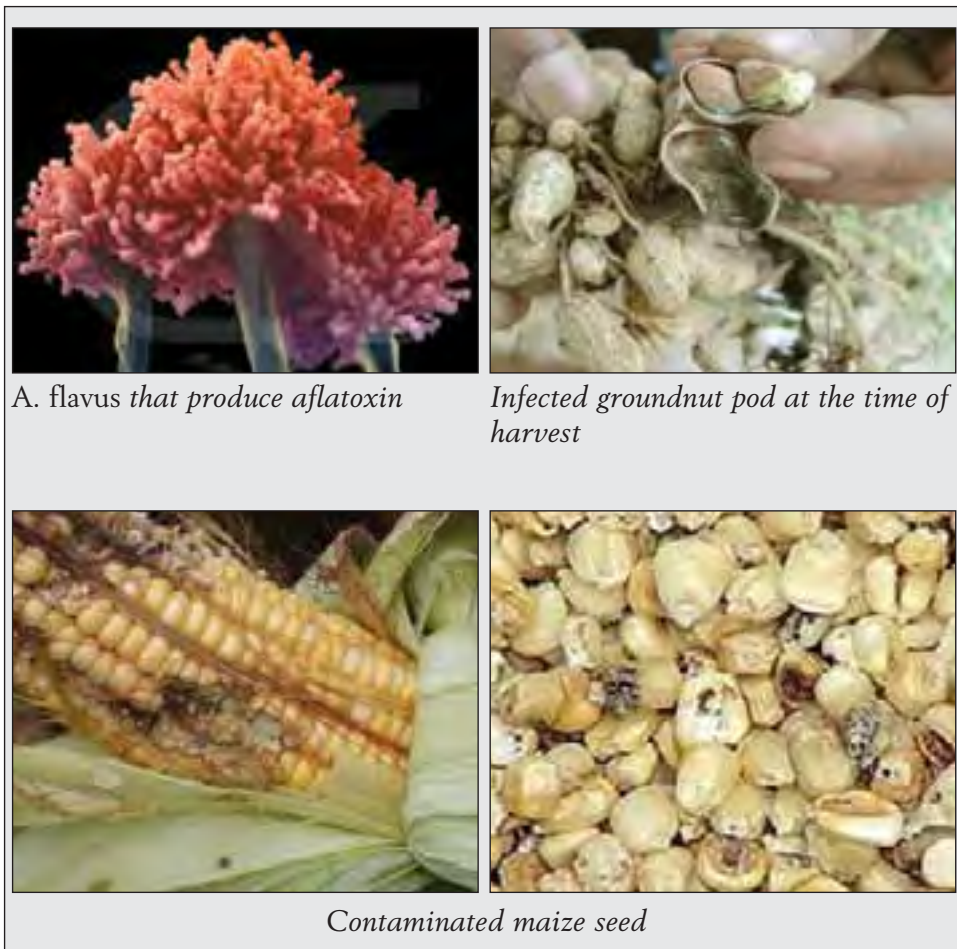 A. flavus that produce aflatoxin
Infected groundnut pod at the time of
harvest
Contaminated maize seed